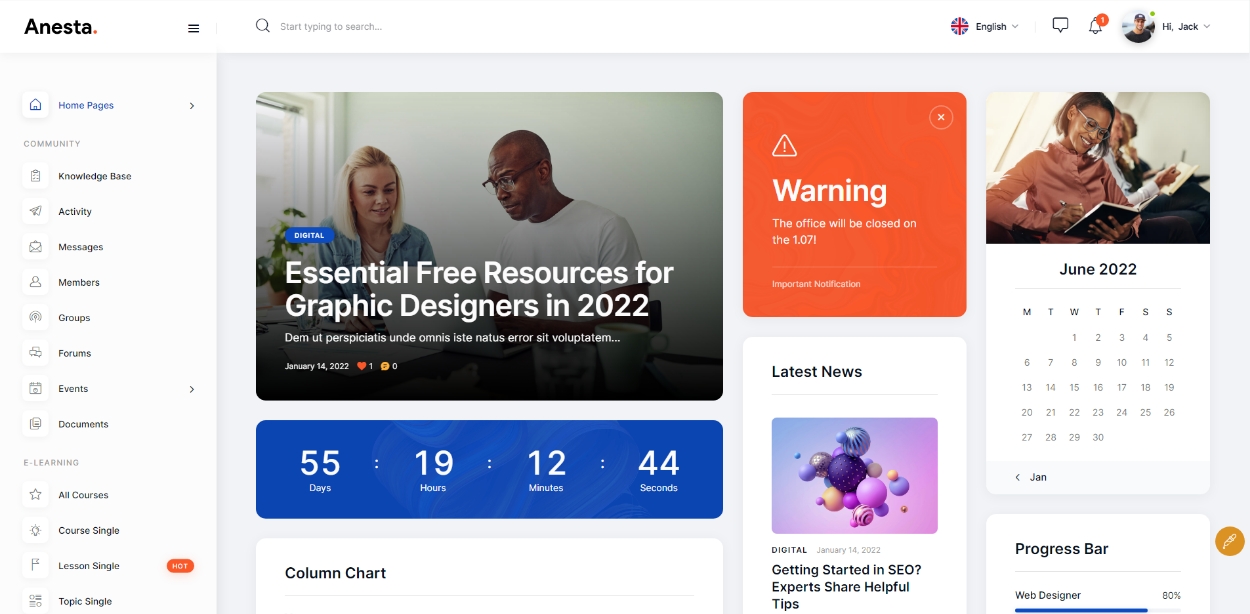 Anesta.
Start typing to search...
English
1
Hi, Jack
Home Pages
COMMUNITY
Knowledge Base
Activity
Messages
Members
Groups
Forums
Events
Documents
E-LEARNING
All Courses
Course Single
Lesson Single HOT
Topic Single
DIGITAL
Essential Free Resources for
Graphic Designers in 2022
Dem ut perspiciatis unde omnis iste natus error sit voluptatem...
January 14, 2022 1 0
55 : 19 : 12 : 44
Days Hours Minutes Seconds
Column Chart
Warning
The office will be closed on
the 1.07!
Important Notification
Latest News
DIGITAL January 14, 2022
Getting Started in SEO?
Experts Share Helpful
Tips
June 2022
M T W T F S S
1 2 3 4 5
6 7 8 9 10 11 12
13 14 15 16 17 18 19
20 21 22 23 24 25 26
27 28 29 30
Jan
Progress Bar
Web Designer 80%